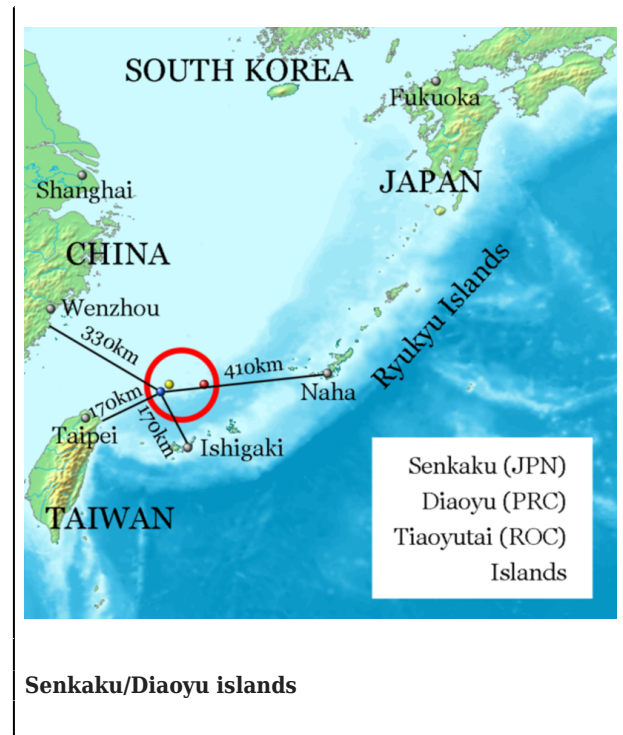 SOUTH KOREA
Fukuoka
JAPAN
Shanghai
CHINA
Ryukyu Islands
Wenzhou
330km
410km
Naha
170km
170km
Taipei
Ishigaki
TAIWAN
Senkaku (JPN)
Diaoyu (PRC)
Tiaoyutai (ROC)
Islands
Senkaku/Diaoyu islands